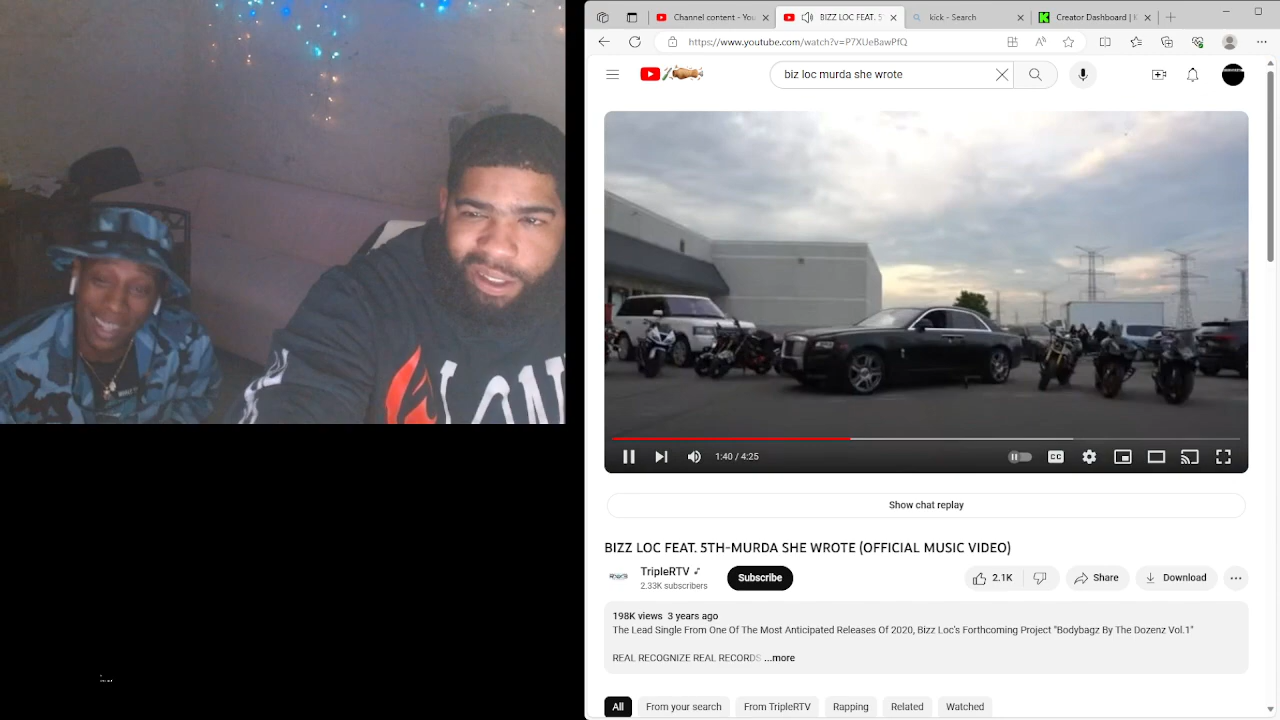 Channel content - You
BIZZ LOC FEAT. 5
kick - Search
Creator Dashboard | K
https://www.youtube.com/watch?v=P7XUeBawPfQ
biz loc murda she wrote
LON
1:40 / 4:25
CC
Show chat replay
BIZZ LOC FEAT. 5TH-MURDA SHE WROTE (OFFICIAL MUSIC VIDEO)
TripleRTV
2.33K subscribers
Subscribe
2.1K
Share
Download
198K views 3 years ago
The Lead Single From One Of The Most Anticipated Releases Of 2020, Bizz Loc's Forthcoming Project "Bodybagz By The Dozenz Vol.1"
REAL RECOGNIZE REAL RECORDS ...more
All
From your search
From TripleRTV
Rapping
Related
Watched